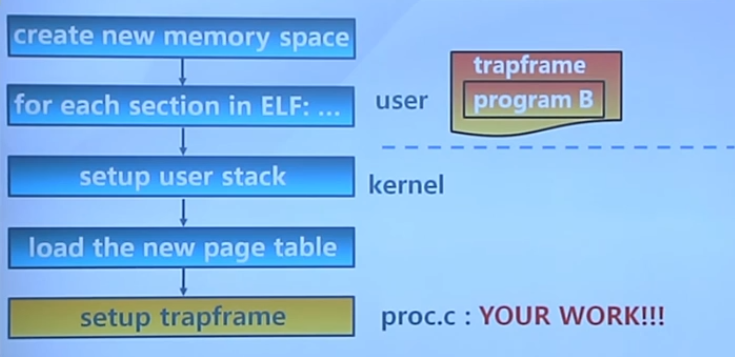 create new memory space
for each section in ELF: ...
setup user stack
load the new page table
setup trapframe
user
trapframe
program B
kernel
proc.c : YOUR WORK!!!